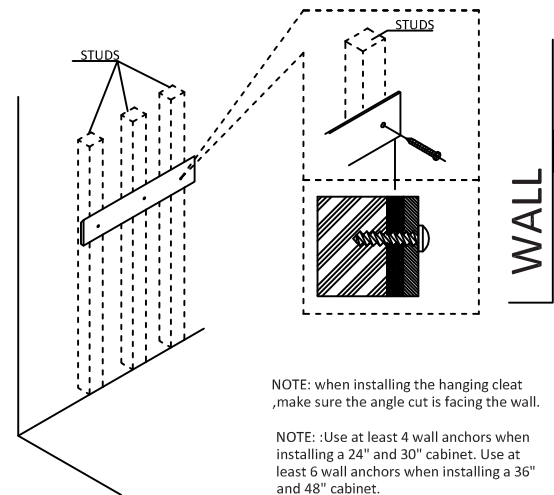 STUDS
STUDS
WALL
NOTE: when installing the hanging cleat
,make sure the angle cut is facing the wall.
NOTE: :Use at least 4 wall anchors when
installing a 24" and 30" cabinet. Use at
least 6 wall anchors when installing a 36"
and 48" cabinet.